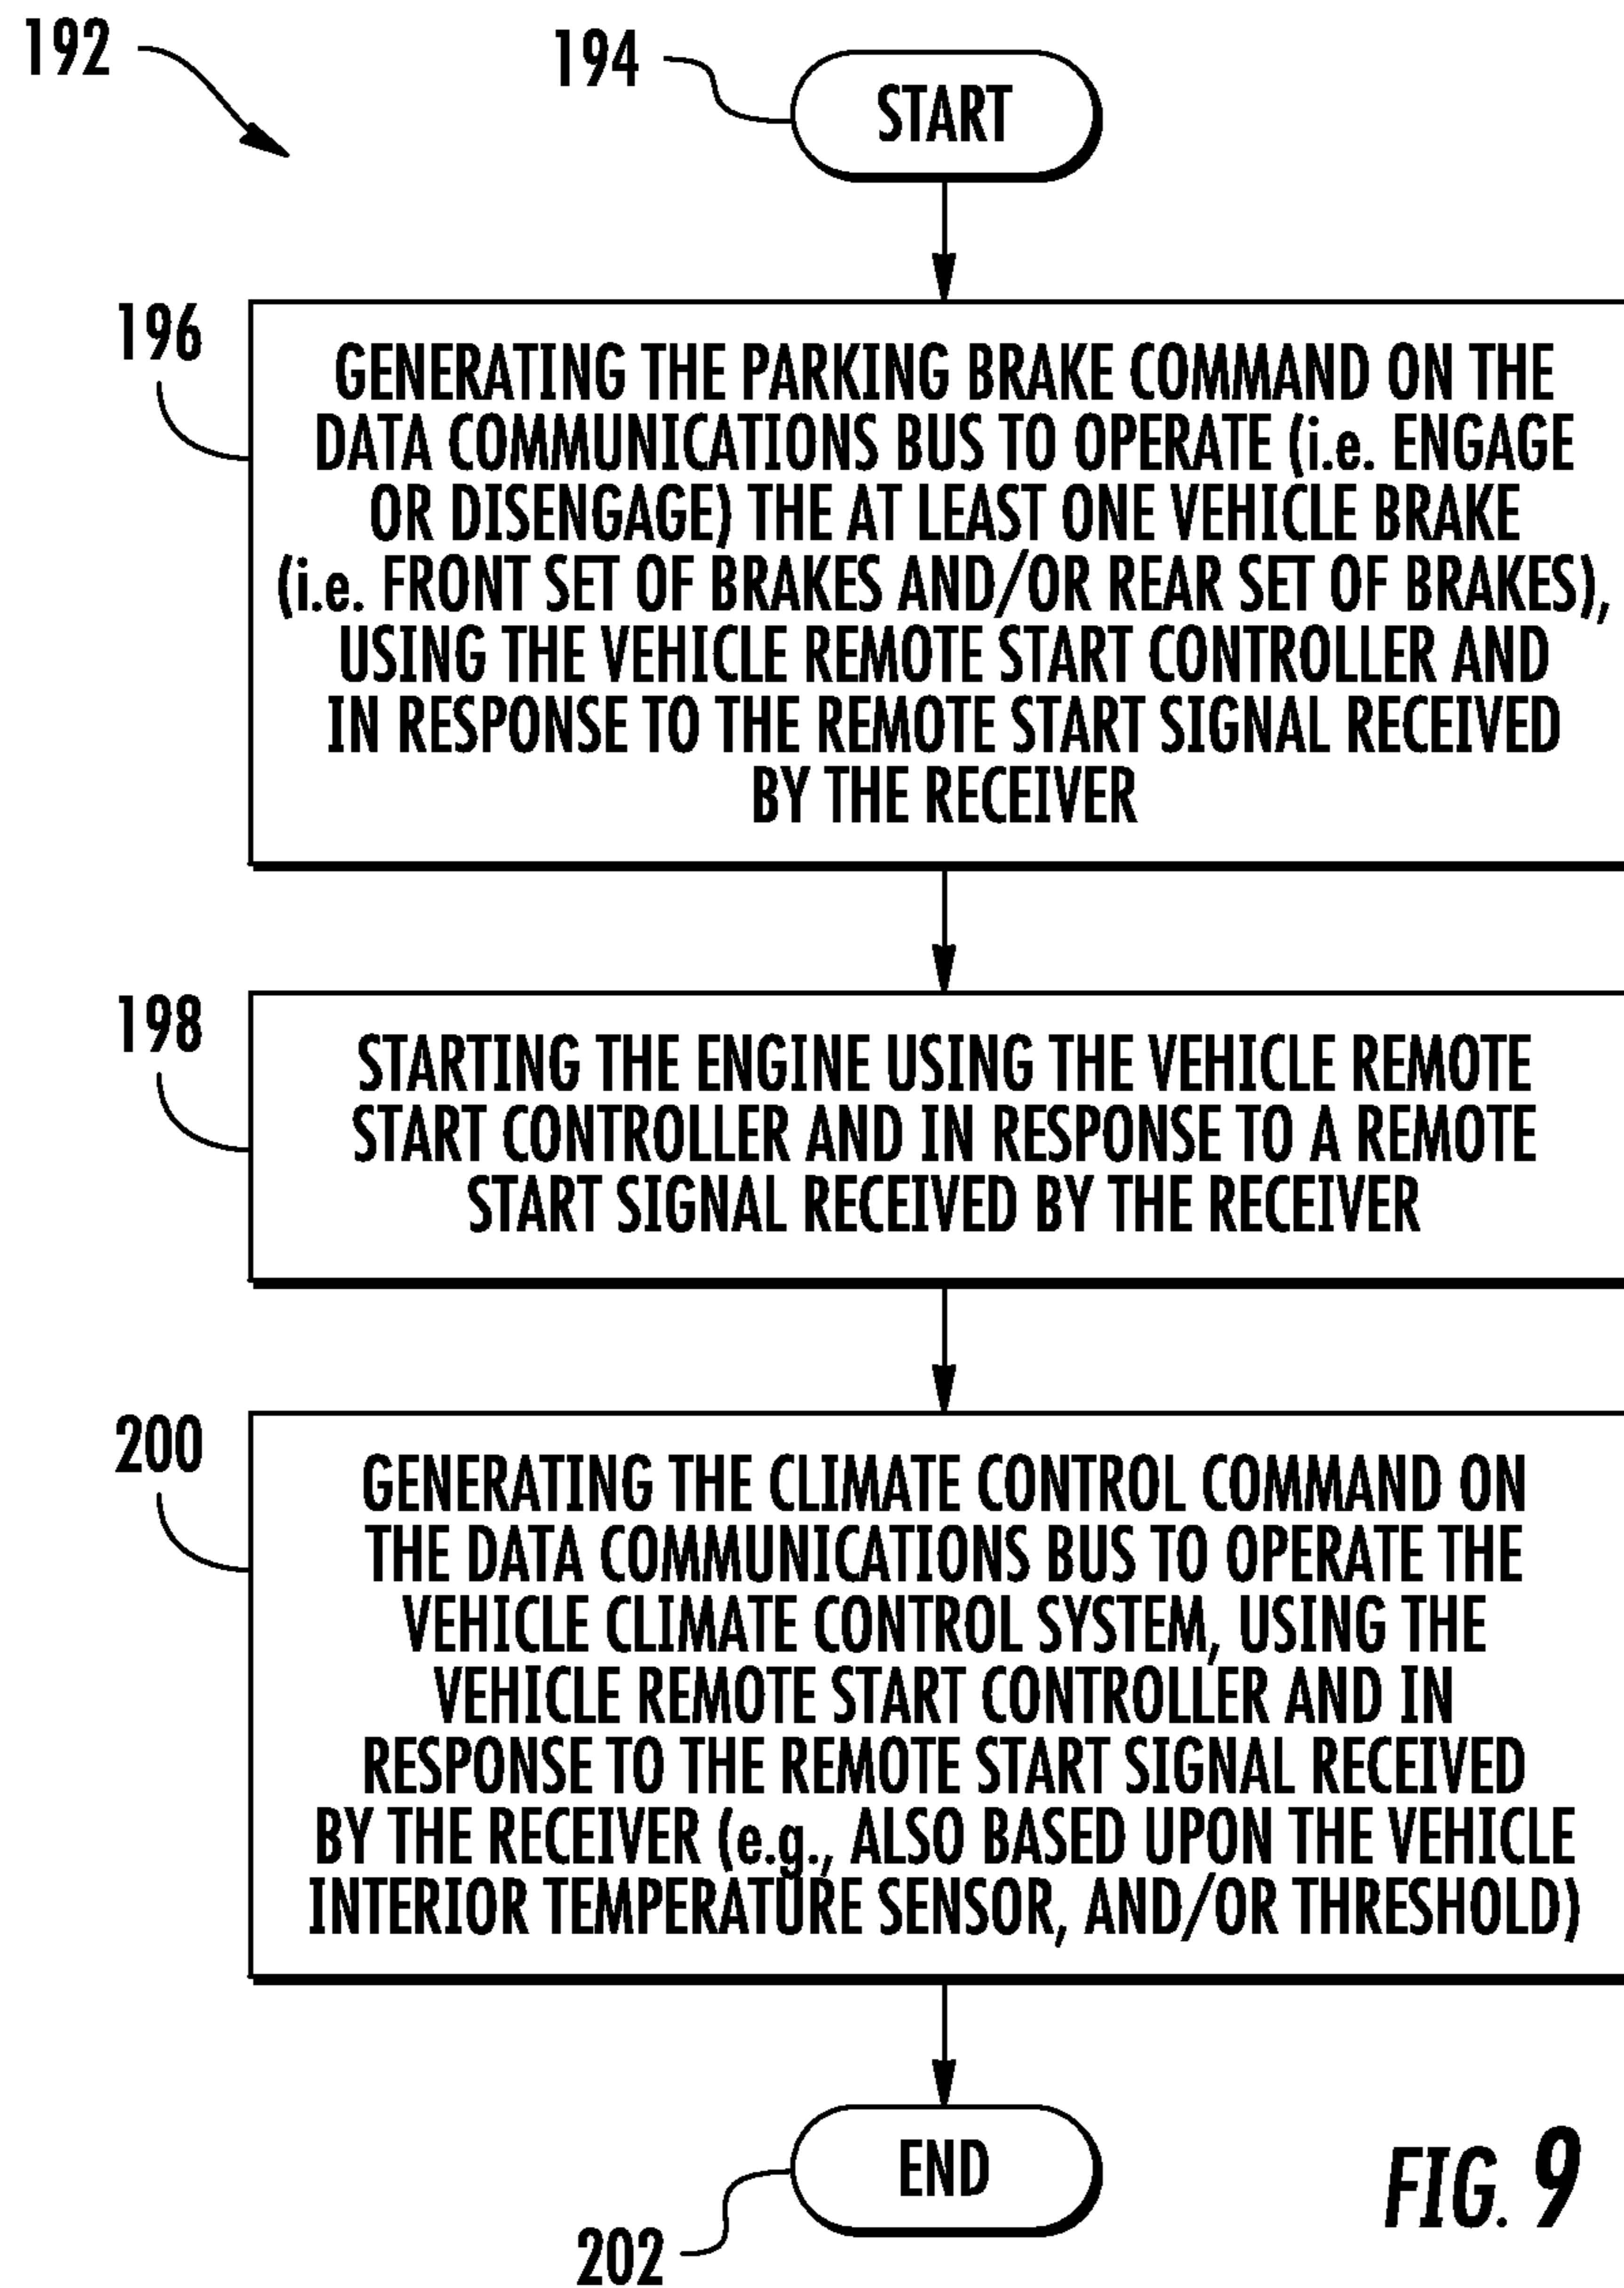 192
194
START
196
GENERATING THE PARKING BRAKE COMMAND ON THE
DATA COMMUNICATIONS BUS TO OPERATE (i.e. ENGAGE
OR DISENGAGE) THE AT LEAST ONE VEHICLE BRAKE
(i.e. FRONT SET OF BRAKES AND/OR REAR SET OF BRAKES),
USING THE VEHICLE REMOTE START CONTROLLER AND
IN RESPONSE TO THE REMOTE START SIGNAL RECEIVED
BY THE RECEIVER
198
STARTING THE ENGINE USING THE VEHICLE REMOTE
START CONTROLLER AND IN RESPONSE TO A REMOTE
START SIGNAL RECEIVED BY THE RECEIVER
200
GENERATING THE CLIMATE CONTROL COMMAND ON
THE DATA COMMUNICATIONS BUS TO OPERATE THE
VEHICLE CLIMATE CONTROL SYSTEM, USING THE
VEHICLE REMOTE START CONTROLLER AND IN
RESPONSE TO THE REMOTE START SIGNAL RECEIVED
BY THE RECEIVER (e.g., ALSO BASED UPON THE VEHICLE
INTERIOR TEMPERATURE SENSOR, AND/OR THRESHOLD)
END
202
FIG. 9